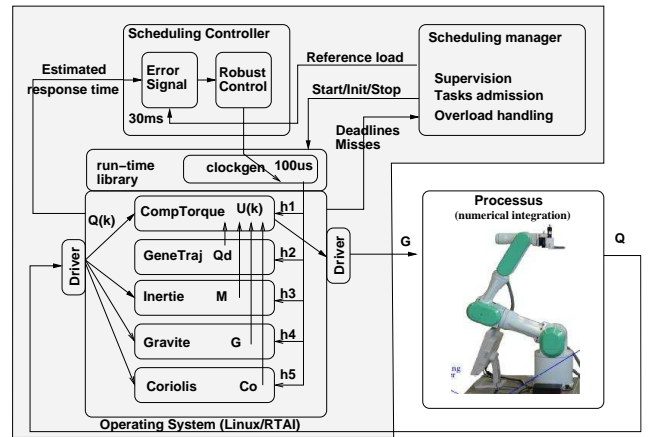 Scheduling Controller
Scheduling manager
Error
Signal
Robust
Control
30ms
Estimated
response time
Reference load
Start/Init/Stop
Supervision
Tasks admission
Overload handling
Deadlines
Misses
run-time
library
clockgen
100us
Q(k)
CompTorque U(k)
h1
GeneTraj Qd
h2
Inertie M
h3
Gravite G
h4
Coriolis Co
h5
Driver
Driver
G
Processus
(numerical integration)
Q
Operating System (Linux/RTAI)